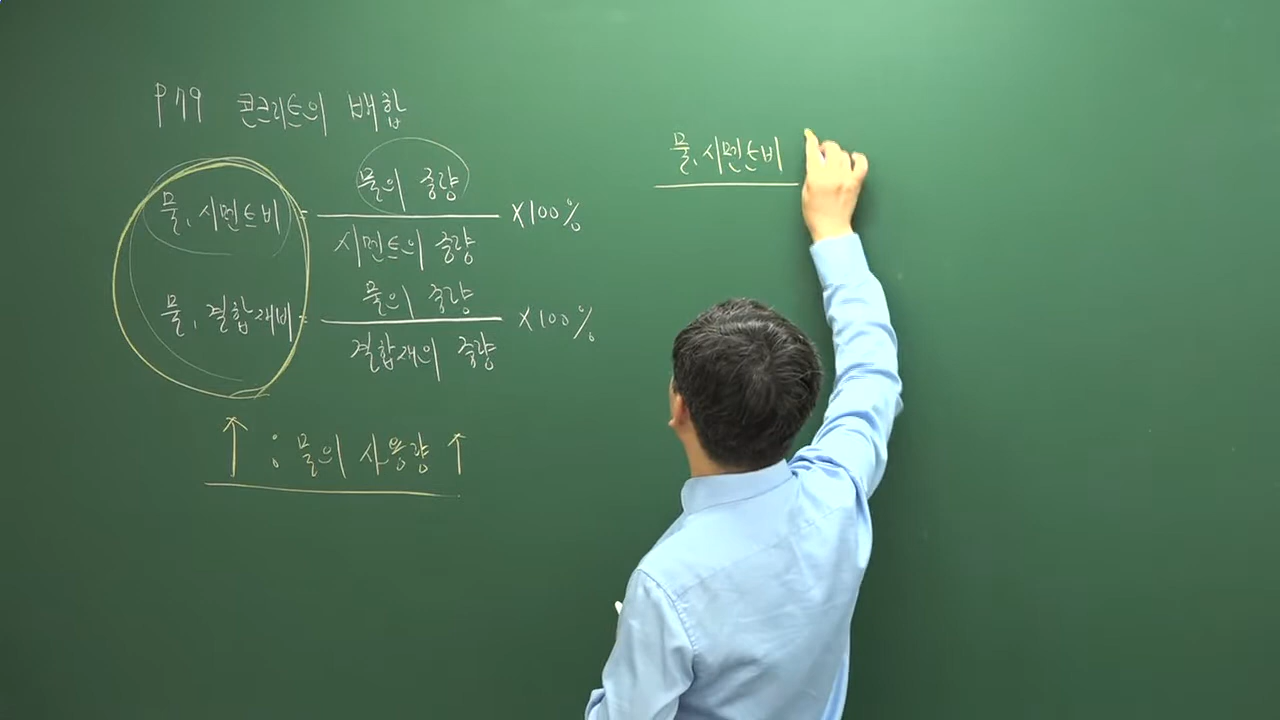 P 179 콘크리트의 배합
물의 중량
물, 시멘트비 = ×100%
시멘트의 중량
물의 중량
물, 결합재비 = ×100%
결합재의 중량
↑ : 물의 사용량 ↑
물, 시멘트비